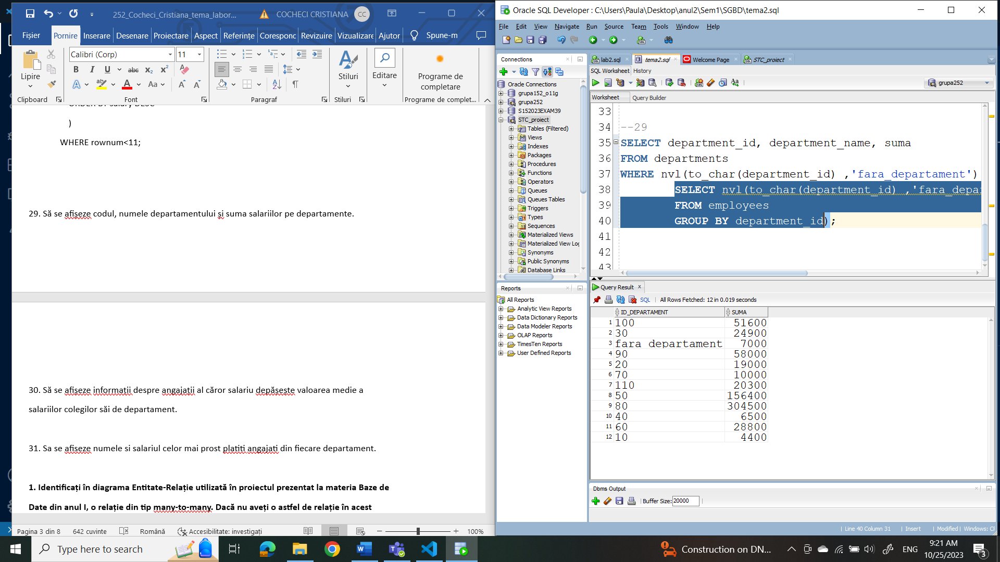 252_Cocheci_Cristiana_tema_labor...
COCHECI CRISTIANA
CC
Fișier
Pornire
Inserare
Desenare
Proiectare
Aspect
Referințe
Coresponc
Revizuire
Vizualizare
Ajutor
Spune-m
Lipire
Clipboard
Calibri (Corp)
11
Font
Paragraf
Stiluri
Stiluri
Editare
Programe de
completare
Programe de complet...
ORDER BY salary DESC
)
WHERE rownum<11;
29. Să se afișeze codul, numele departamentului și suma salariilor pe departamente.
30. Să se afișeze informații despre angajații al căror salariu depășește valoarea medie a
salariilor colegilor săi de departament.
31. Sa se afișeze numele si salariul celor mai prost platiti angajati din fiecare departament.
1. Identificați în diagrama Entitate-Relație utilizată în proiectul prezentat la materia Baze de
Date din anul I, o relație din tip many-to-many. Dacă nu aveți o astfel de relație în acest
Pagina 3 din 8
642 cuvinte
Română
Accesibilitate: investigați
100%
Oracle SQL Developer : C:\Users\Paula\Desktop\anul2\Sem1\SGBD\tema2.sql
File Edit View Navigate Run Source Team Tools Window Help
Connections
Oracle Connections
grupa152_o11g
grupa252
S152023EXAM39
STC_proiect
Tables (Filtered)
Views
Indexes
Packages
Procedures
Functions
Operators
Queues
Queues Tables
Triggers
Types
Sequences
Materialized Views
Materialized View Log
Synonyms
Public Synonyms
Database Links
Reports
All Reports
Analytic View Reports
Data Dictionary Reports
Data Modeler Reports
OLAP Reports
TimesTen Reports
User Defined Reports
lab2.sql
tema2.sql
Welcome Page
STC_proiect
SQL Worksheet
History
grupa252
Worksheet
Query Builder
33
34 --29
35 SELECT department_id, department_name, suma
36 FROM departments
37 WHERE nvl(to_char(department_id) ,'fara_departament')
38 SELECT nvl(to_char(department_id) ,'fara_depar
39 FROM employees
40 GROUP BY department_id);
41
42
43
Query Result
SQL
All Rows Fetched: 12 in 0.019 seconds
ID_DEPARTAMENT SUMA
1 100 51600
2 30 24900
3 fara departament 7000
4 90 58000
5 20 19000
6 70 10000
7 110 20300
8 50 156400
9 80 304500
10 40 6500
11 60 28800
12 10 4400
Dbms Output
Buffer Size: 20000
Line 40 Column 31
Insert
Modified
Windows: CF
Type here to search
Construction on DN...
ENG
9:21 AM
10/25/2023
3